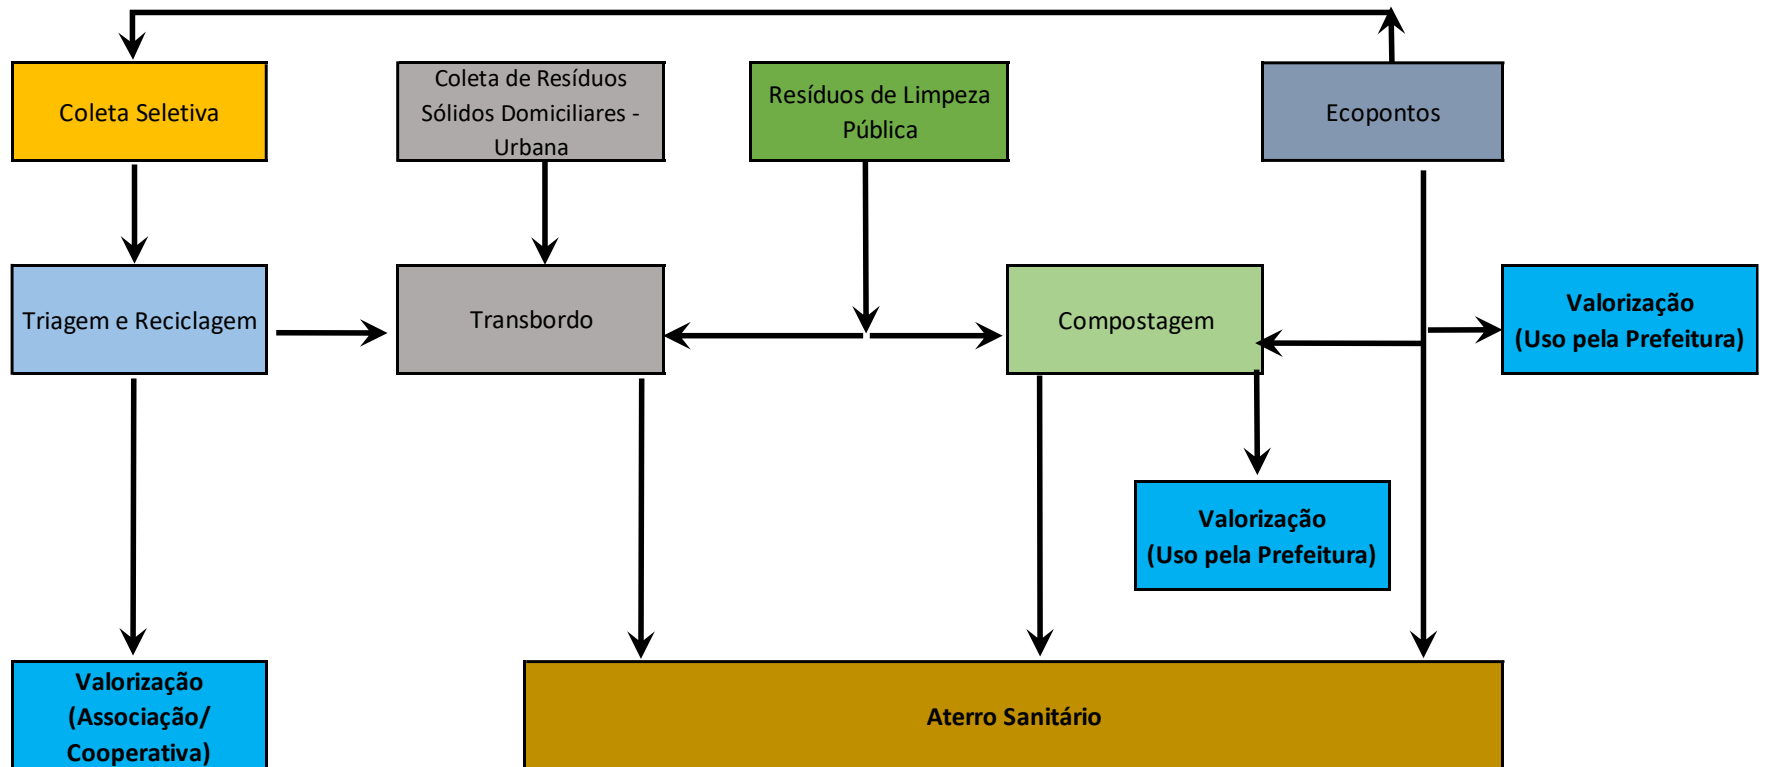 Coleta Seletiva
Coleta de Resíduos
Sólidos Domiciliares -
Urbana
Resíduos de Limpeza
Pública
Ecopontos
Triagem e Reciclagem
Transbordo
Compostagem
Valorização
(Uso pela Prefeitura)
Valorização
(Uso pela Prefeitura)
Valorização
(Associação/
Cooperativa)
Aterro Sanitário